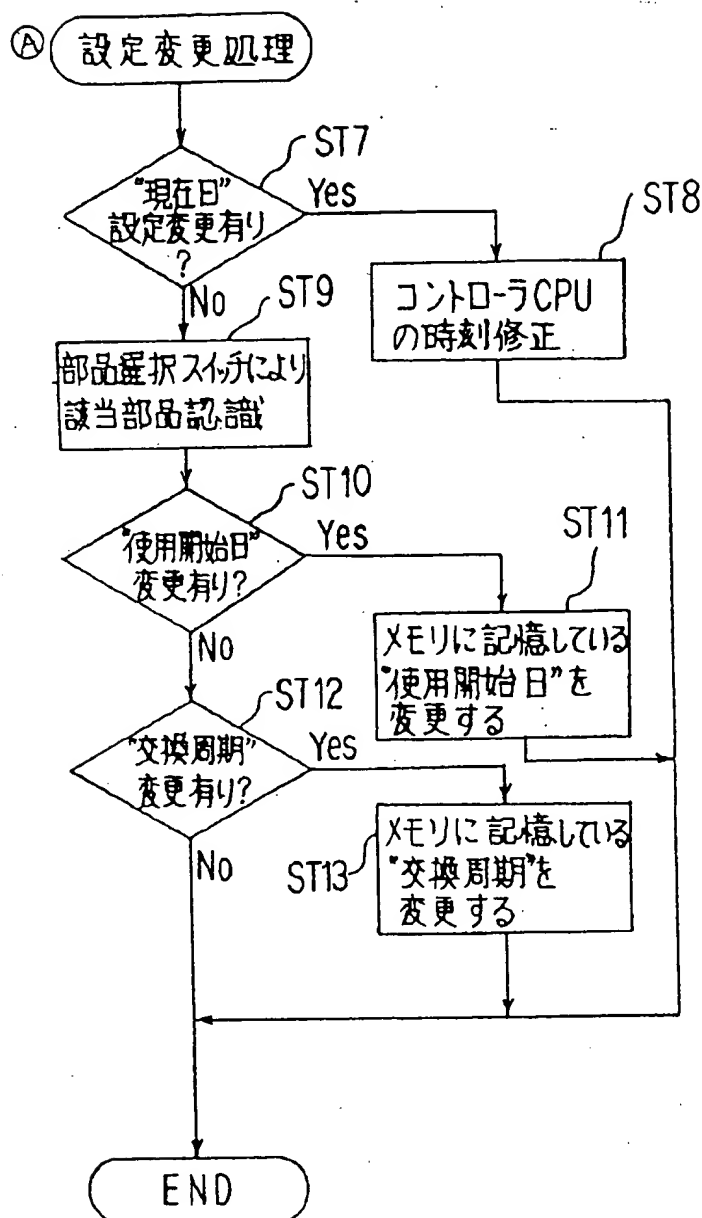 Ⓐ 設定変更処理
ST7
"現在日"
設定変更有り
?
Yes
No
ST8
コントローラCPU
の時刻修正
ST9
部品選択スイッチにより
該当部品認識
ST10
"使用開始日"
変更有り?
Yes
No
ST11
メモリに記憶している
"使用開始日"を
変更する
ST12
"交換周期"
変更有り?
Yes
No
ST13
メモリに記憶している
"交換周期"を
変更する
END